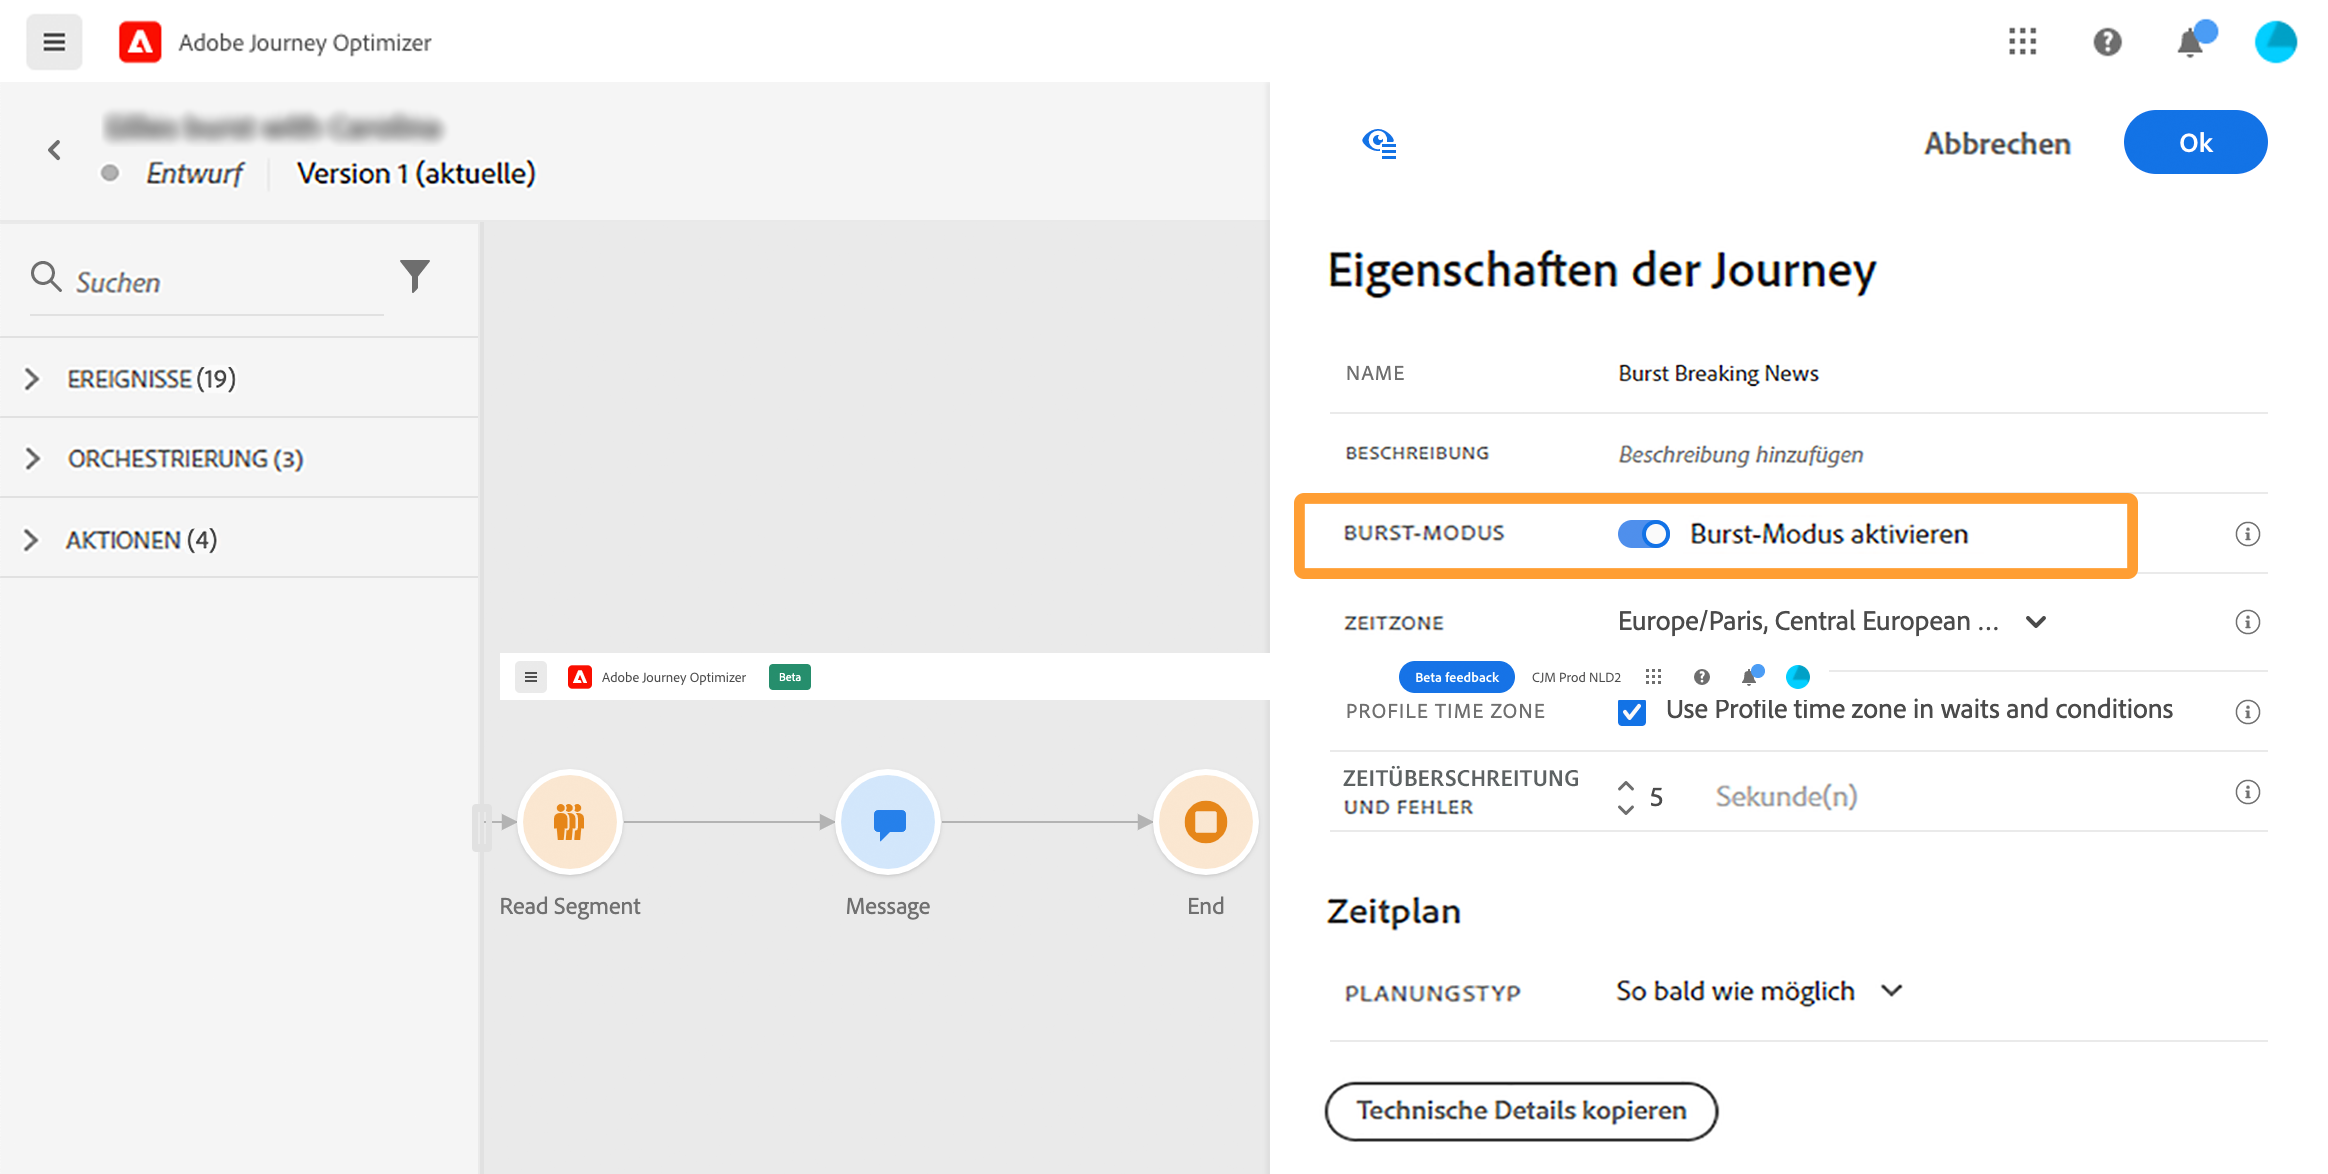 Adobe Journey Optimizer
Entwurf
Version 1 (aktuelle)
Abbrechen
Ok
Suchen
EREIGNISSE (19)
ORCHESTRIERUNG (3)
AKTIONEN (4)
Adobe Journey Optimizer
Beta
Read Segment
Message
End
Eigenschaften der Journey
NAME
Burst Breaking News
BESCHREIBUNG
Beschreibung hinzufügen
BURST-MODUS
Burst-Modus aktivieren
ZEITZONE
Europe/Paris, Central European ...
Beta feedback
CJM Prod NLD2
PROFILE TIME ZONE
Use Profile time zone in waits and conditions
ZEITÜBERSCHREITUNG
UND FEHLER
5
Sekunde(n)
Zeitplan
PLANUNGSTYP
So bald wie möglich
Technische Details kopieren